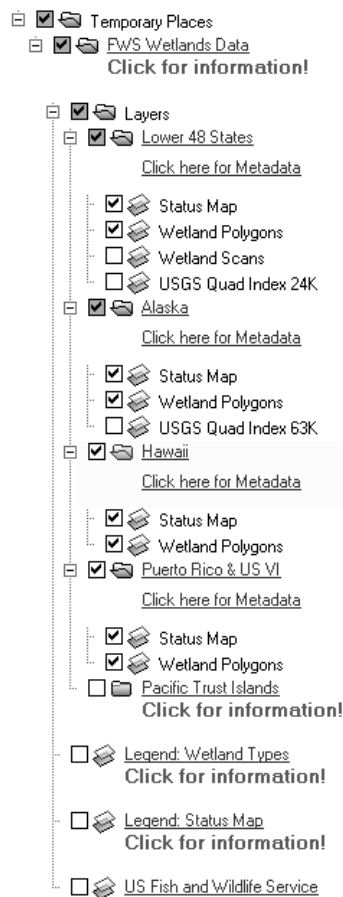 Temporary Places
FWS Wetlands Data
Click for information!
Layers
Lower 48 States
Click here for Metadata
Status Map
Wetland Polygons
Wetland Scans
USGS Quad Index 24K
Alaska
Click here for Metadata
Status Map
Wetland Polygons
USGS Quad Index 63K
Hawaii
Click here for Metadata
Status Map
Wetland Polygons
Puerto Rico & US VI
Click here for Metadata
Status Map
Wetland Polygons
Pacific Trust Islands
Click for information!
Legend: Wetland Types
Click for information!
Legend: Status Map
Click for information!
US Fish and Wildlife Service